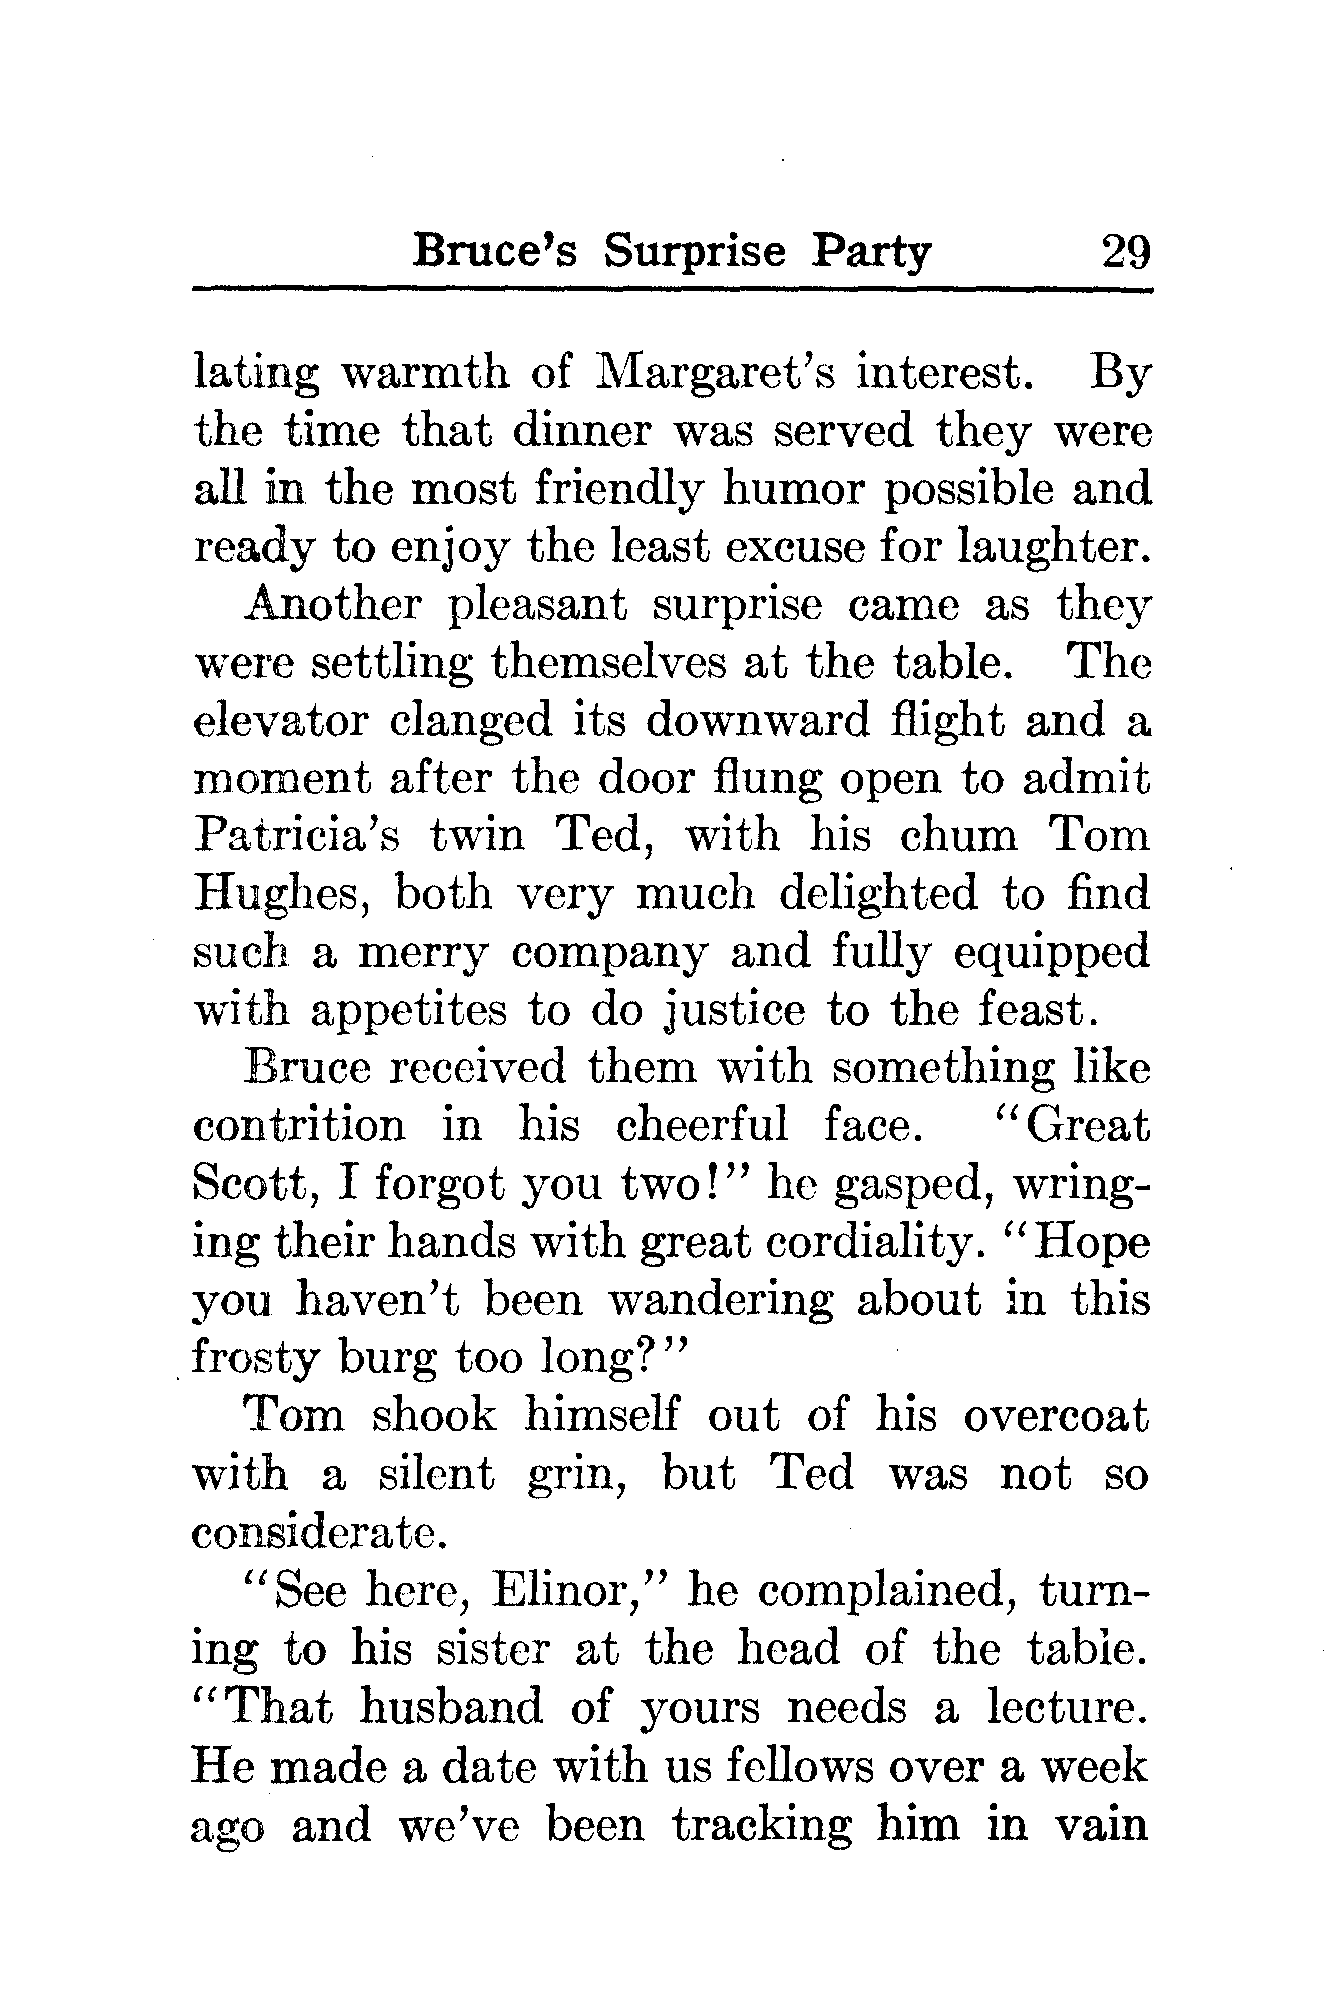 Bruce's Surprise Party 29
lating warmth of Margaret's interest. By
the time that dinner was served they were
all in the most friendly humor possible and
ready to enjoy the least excuse for laughter.
Another pleasant surprise came as they
were settling themselves at the table. The
elevator clanged its downward flight and a
moment after the door flung open to admit
Patricia's twin Ted, with his chum Tom
Hughes, both very much delighted to find
such a merry company and fully equipped
with appetites to do justice to the feast.
Bruce received them with something like
contrition in his cheerful face. "Great
Scott, I forgot you two!" he gasped, wring-
ing their hands with great cordiality. "Hope
you haven't been wandering about in this
frosty burg too long?"
Tom shook himself out of his overcoat
with a silent grin, but Ted was not so
considerate.
"See here, Elinor," he complained, turn-
ing to his sister at the head of the table.
"That husband of yours needs a lecture.
He made a date with us fellows over a week
ago and we've been tracking him in vain